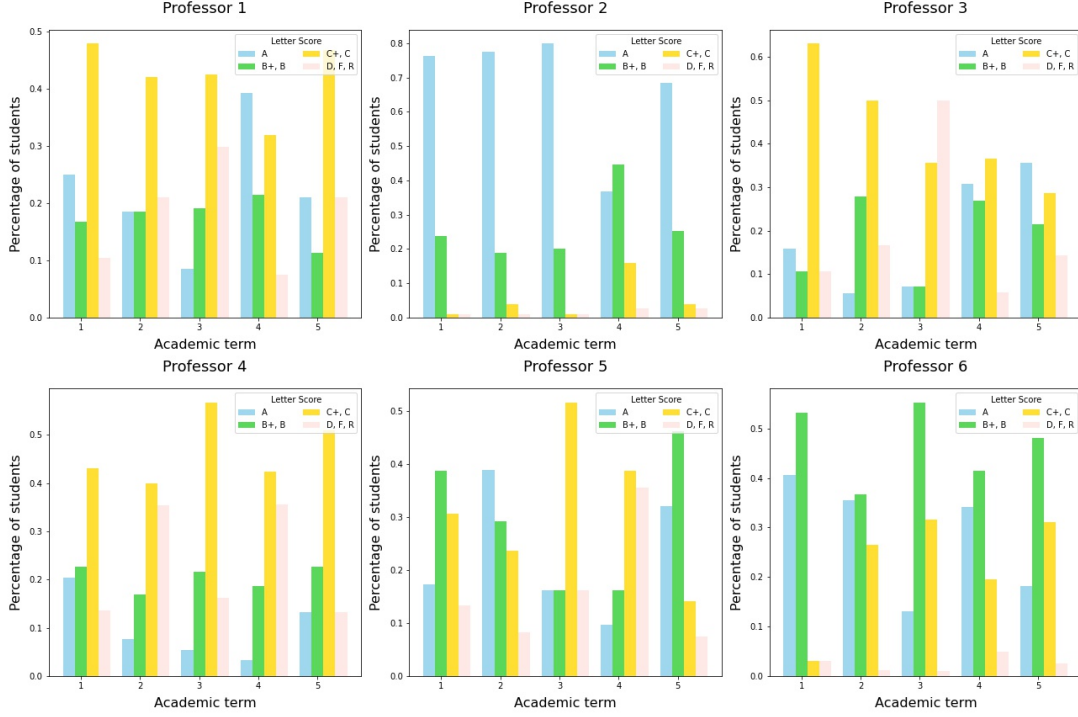 Professor 1
Letter Score
A
B+, B
C+, C
D, F, R
Percentage of students
0.5
0.4
0.3
0.2
0.1
0.0
1
2
3
4
5
Academic term
Professor 2
Letter Score
A
B+, B
C+, C
D, F, R
Percentage of students
0.8
0.7
0.6
0.5
0.4
0.3
0.2
0.1
0.0
1
2
3
4
5
Academic term
Professor 3
Letter Score
A
B+, B
C+, C
D, F, R
Percentage of students
0.6
0.5
0.4
0.3
0.2
0.1
0.0
1
2
3
4
5
Academic term
Professor 4
Letter Score
A
B+, B
C+, C
D, F, R
Percentage of students
0.5
0.4
0.3
0.2
0.1
0.0
1
2
3
4
5
Academic term
Professor 5
Letter Score
A
B+, B
C+, C
D, F, R
Percentage of students
0.5
0.4
0.3
0.2
0.1
0.0
1
2
3
4
5
Academic term
Professor 6
Letter Score
A
B+, B
C+, C
D, F, R
Percentage of students
0.5
0.4
0.3
0.2
0.1
0.0
1
2
3
4
5
Academic term